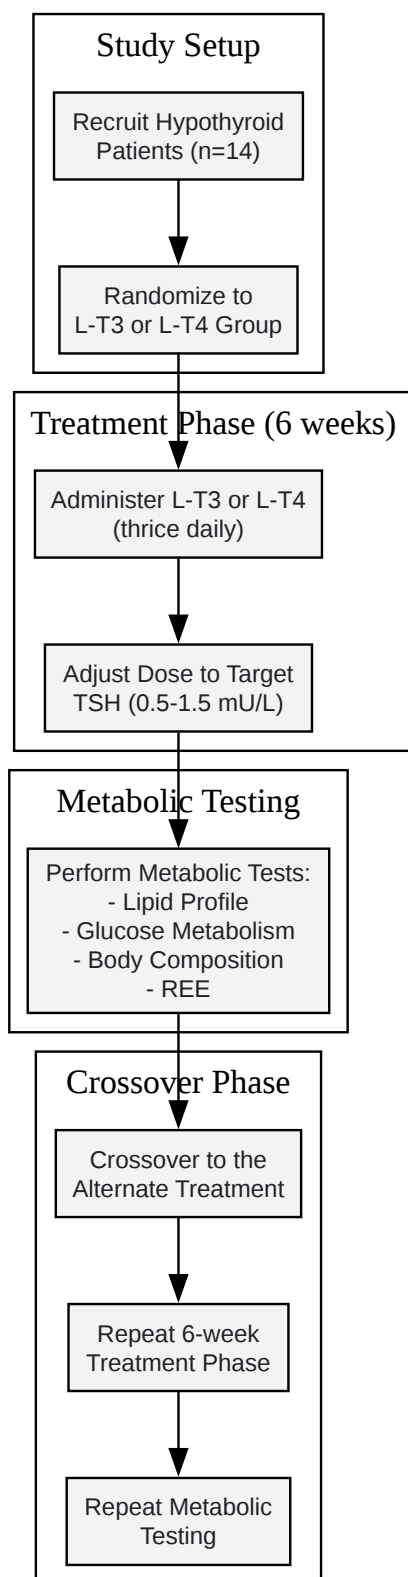 Study Setup
Recruit Hypothyroid
Patients (n=14)
Randomize to
L-T3 or L-T4 Group
Treatment Phase (6 weeks)
Administer L-T3 or L-T4
(thrice daily)
Adjust Dose to Target
TSH (0.5-1.5 mU/L)
Metabolic Testing
Perform Metabolic Tests:
- Lipid Profile
- Glucose Metabolism
- Body Composition
- REE
Crossover Phase
Crossover to the
Alternate Treatment
Repeat 6-week
Treatment Phase
Repeat Metabolic
Testing